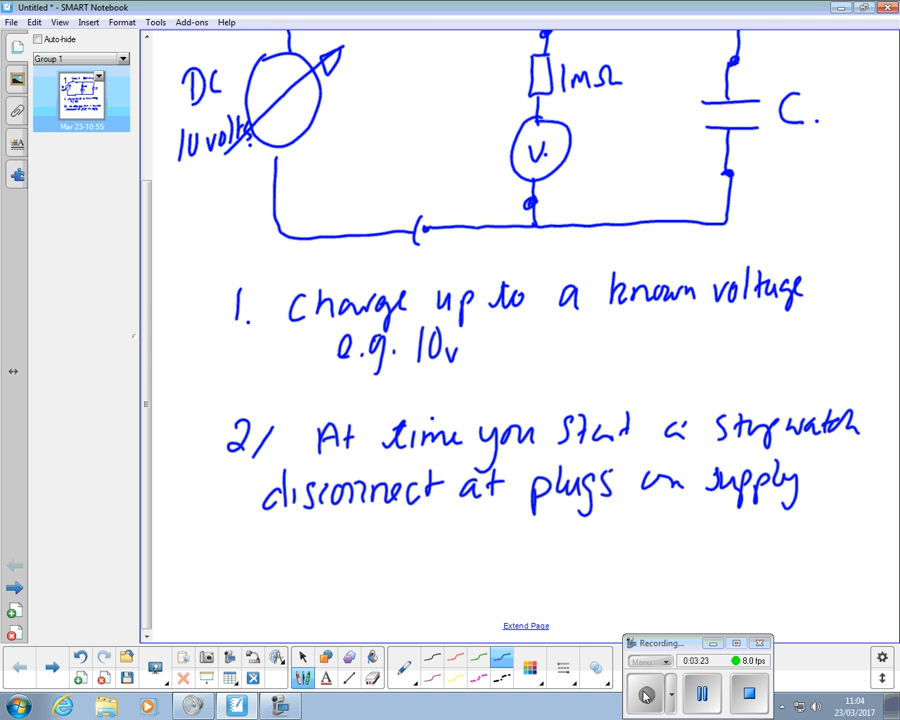 Untitled * - SMART Notebook
File Edit View Insert Format Tools Add-ons Help
Auto-hide
Group 1
Mar 23-10:55
DC
10 volts
1MΩ
V.
C.
1. Charge up to a known voltage
e.g. 10v
2/ At time you start a stopwatch
disconnect at plugs on supply
Extend Page
Recording...
Menu
0:03:23
8.0 fps
A
11:04
23/03/2017